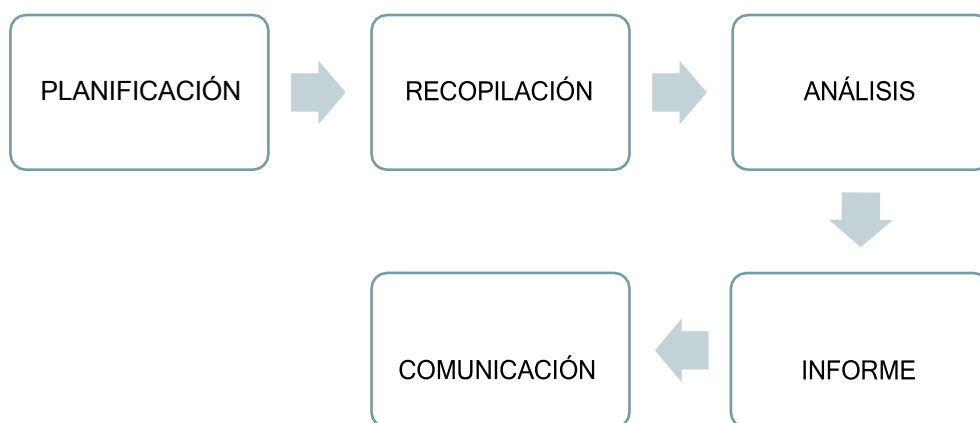 PLANIFICACIÓN
RECOPILACIÓN
ANÁLISIS
INFORME
COMUNICACIÓN